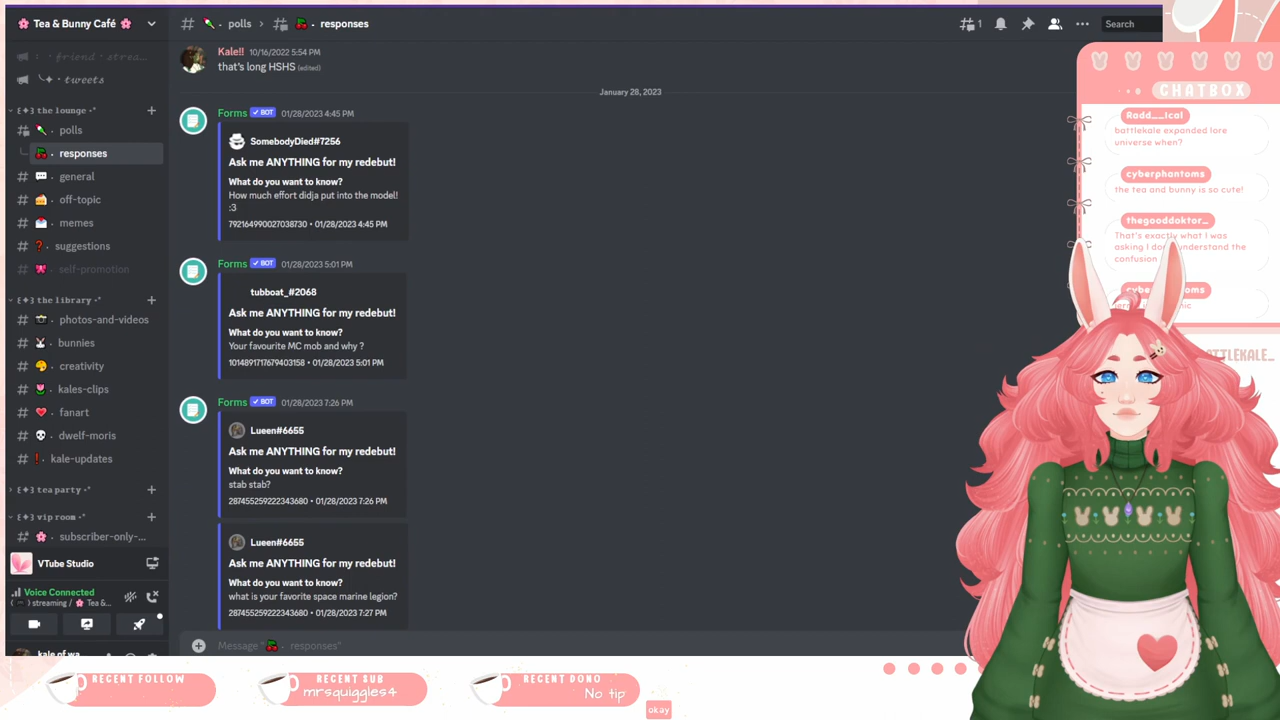 🌸 Tea & Bunny Café 🌸
friend · strea...
tweets
the lounge
polls
responses
general
off-topic
memes
suggestions
self-promotion
the library
photos-and-videos
bunnies
creativity
kales-clips
fanart
dwelf-moris
kale-updates
tea party
vip room
subscriber-only-...
VTube Studio
Voice Connected
streaming / 🌸 Tea &...
kale of wa
polls › responses
1
Search
Kale!! 10/16/2022 5:54 PM
that's long HSHS (edited)
January 28, 2023
Forms ✓ BOT 01/28/2023 4:45 PM
SomebodyDied#7256
Ask me ANYTHING for my redebut!
What do you want to know?
How much effort didja put into the model!
:3
792164990027038730 • 01/28/2023 4:45 PM
Forms ✓ BOT 01/28/2023 5:01 PM
tubboat_#2068
Ask me ANYTHING for my redebut!
What do you want to know?
Your favourite MC mob and why ?
1014891717679403158 • 01/28/2023 5:01 PM
Forms ✓ BOT 01/28/2023 7:26 PM
Lueen#6655
Ask me ANYTHING for my redebut!
What do you want to know?
stab stab?
287455259222343680 • 01/28/2023 7:26 PM
Lueen#6655
Ask me ANYTHING for my redebut!
What do you want to know?
what is your favorite space marine legion?
287455259222343680 • 01/28/2023 7:27 PM
Message "🍒 · responses"
CHATBOX
Radd__ical
battlekale expanded lore
universe when?
cyberphantoms
the tea and bunny is so cute!
thegooddoktor_
That's exactly what I was
asking I don't understand the
confusion
RECENT FOLLOW
RECENT SUB
mrsquiggles4
RECENT DONO
No tip
okay